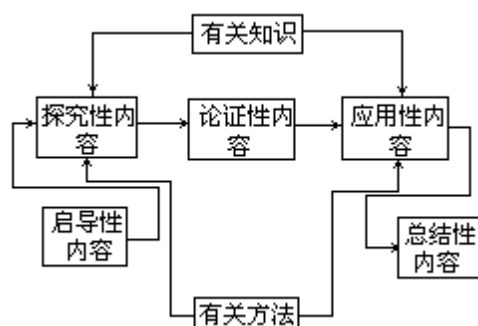 有关知识
探究性内
容
论证性内
容
应用性内
容
启导性
内容
总结性
内容
有关方法